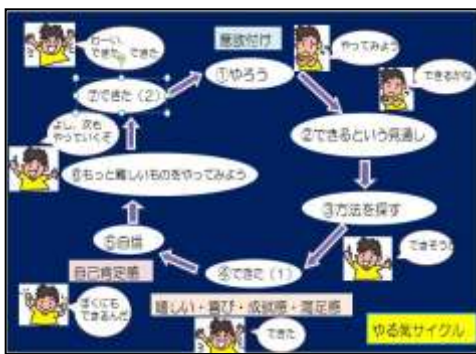 わーい、
できた、できた
意欲付け
やってみよう
①やろう
できるかな
⑦できた（2）
②できるという見通し
よし、次も
やっていくぞ
⑥もっと難しいものをやってみよう
③方法を探す
⑤自信
できそう
自己肯定感
④できた（1）
ぼくにも
できるんだ
嬉しい・喜び・成就感・満足感
できた
やる気サイクル